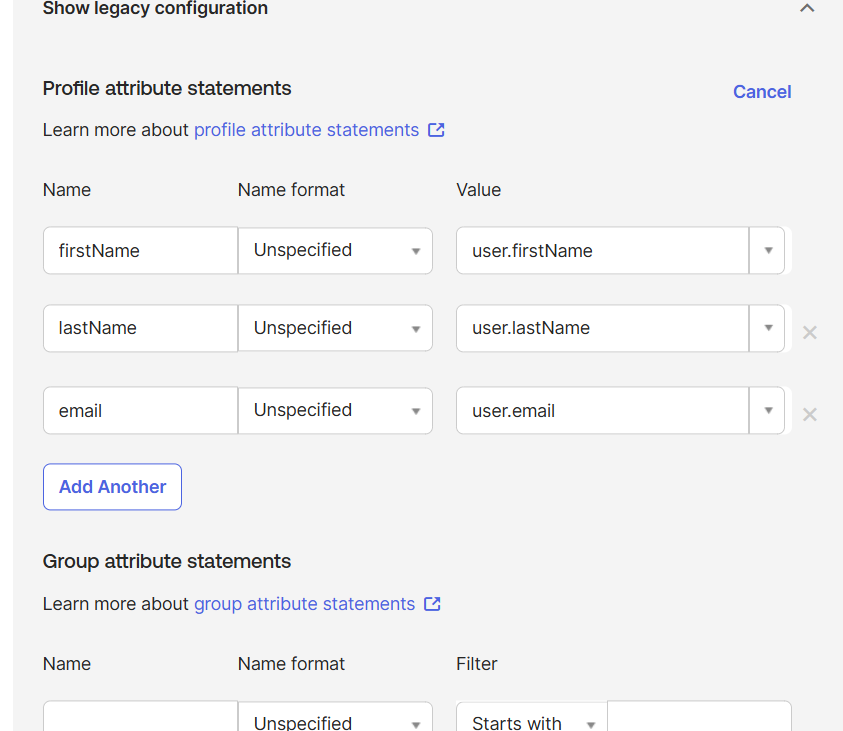 Show legacy configuration
Profile attribute statements
Cancel
Learn more about profile attribute statements
Name Name format Value
firstName Unspecified user.firstName
lastName Unspecified user.lastName
email Unspecified user.email
Add Another
Group attribute statements
Learn more about group attribute statements
Name Name format Filter
Unspecified Starts with